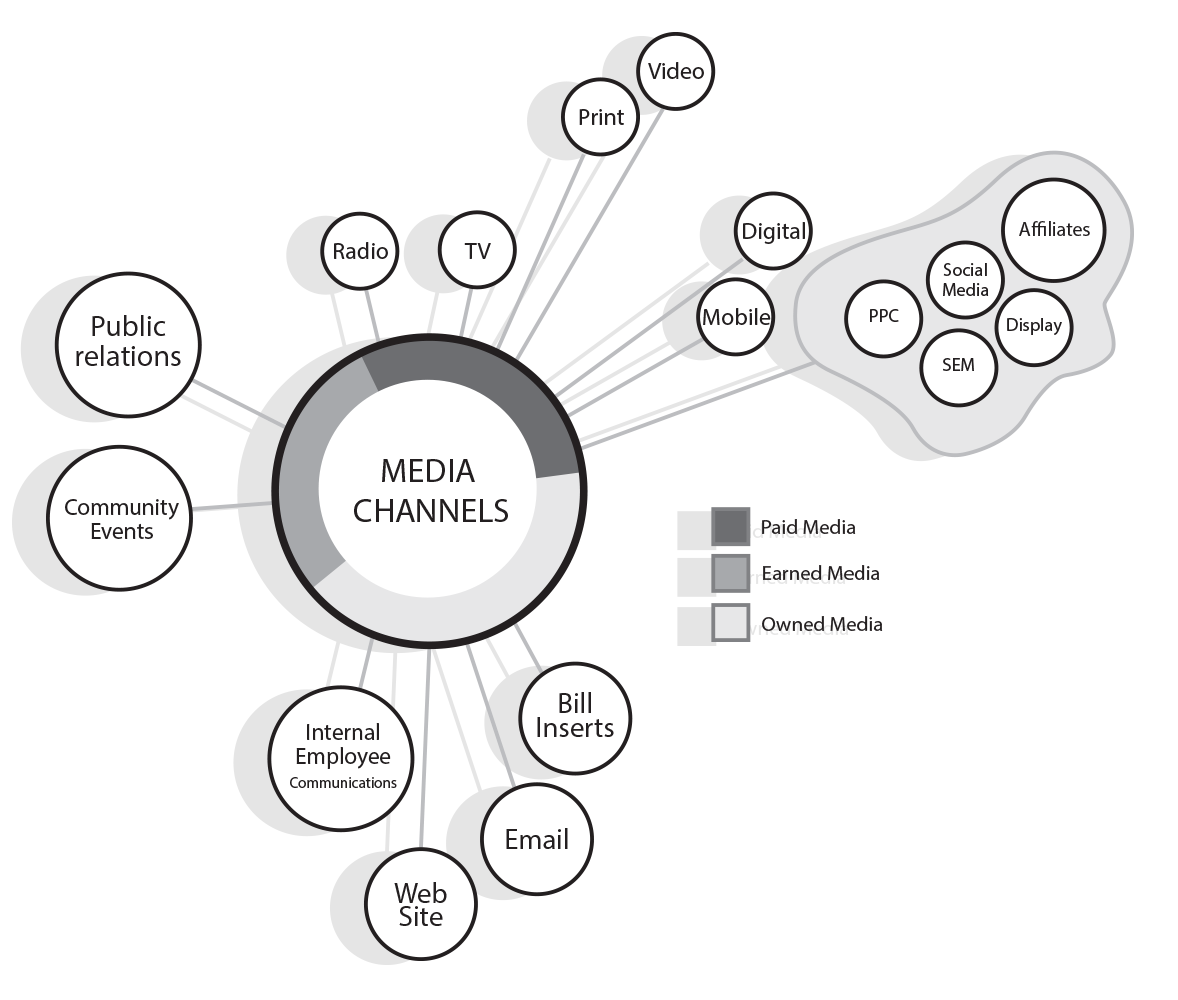 Video
Print
Radio
TV
Digital
Mobile
Affiliates
Social
Media
PPC
Display
SEM
Public
relations
Community
Events
MEDIA
CHANNELS
Paid Media
Earned Media
Owned Media
Internal
Employee
Communications
Bill
Inserts
Email
Web
Site